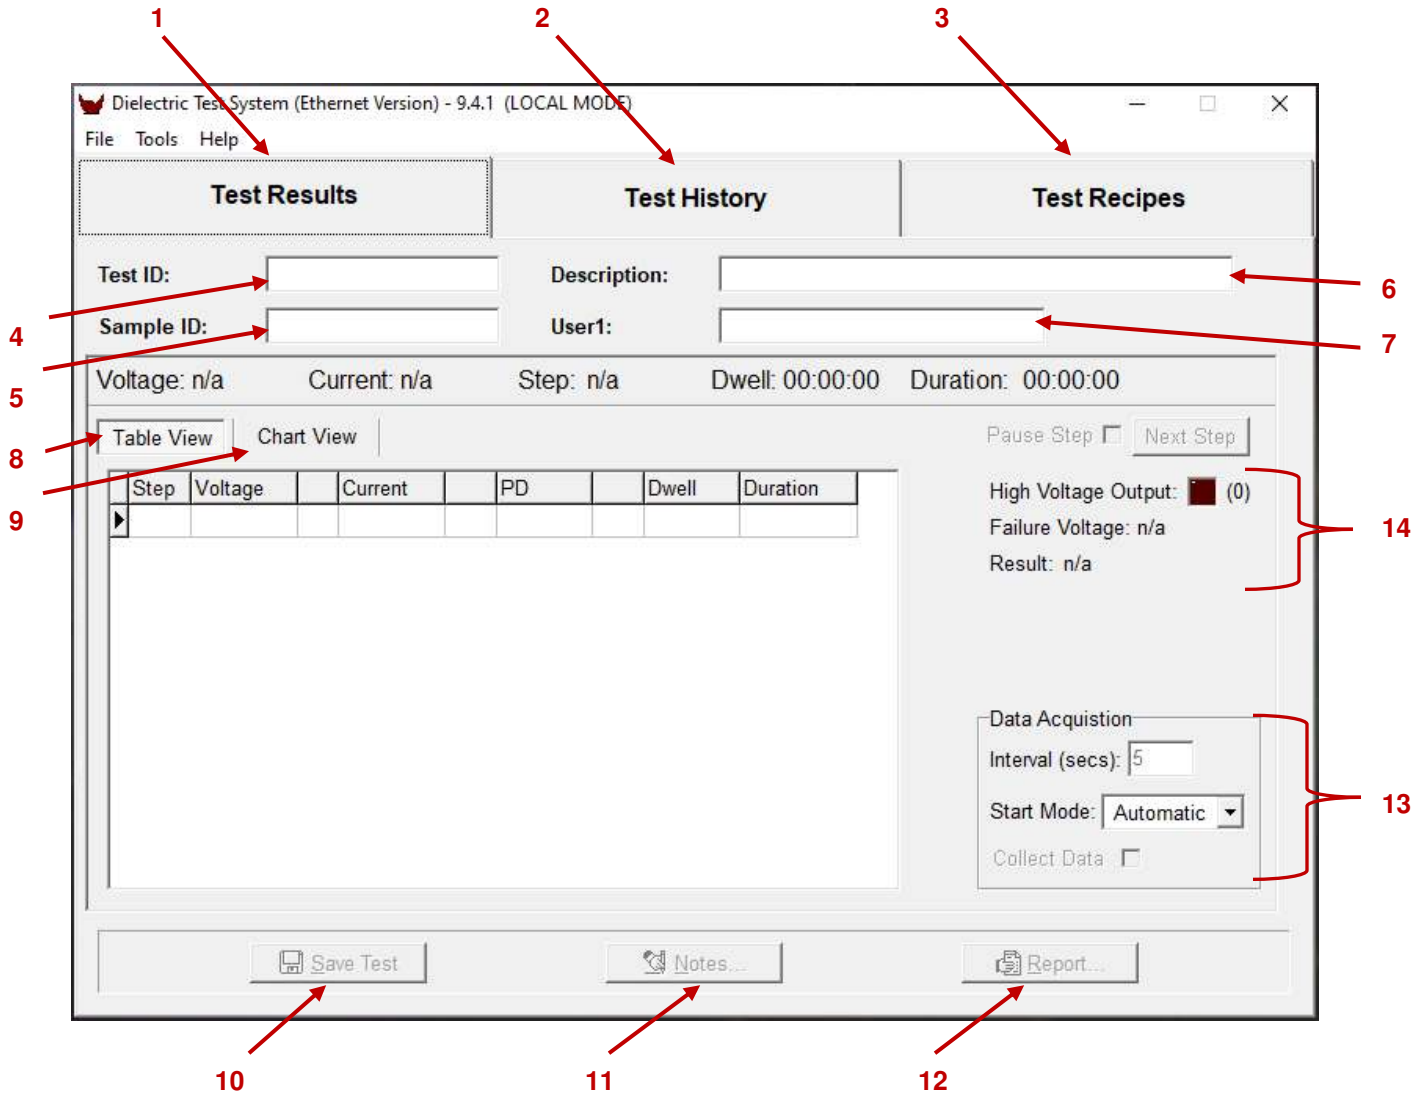 1 2 3
Dielectric Test System (Ethernet Version) - 9.4.1 (LOCAL MODE)
File Tools Help
Test Results Test History Test Recipes
Test ID: Description:
6
4 Sample ID: User1:
7
5 Voltage: n/a Current: n/a Step: n/a Dwell: 00:00:00 Duration: 00:00:00
8 Table View Chart View Pause Step Next Step
Step Voltage Current PD Dwell Duration High Voltage Output: (0)
9 Failure Voltage: n/a 14
Result: n/a
Data Acquistion
Interval (secs): 5
Start Mode: Automatic 13
Collect Data
Save Test Notes... Report...
10 11 12